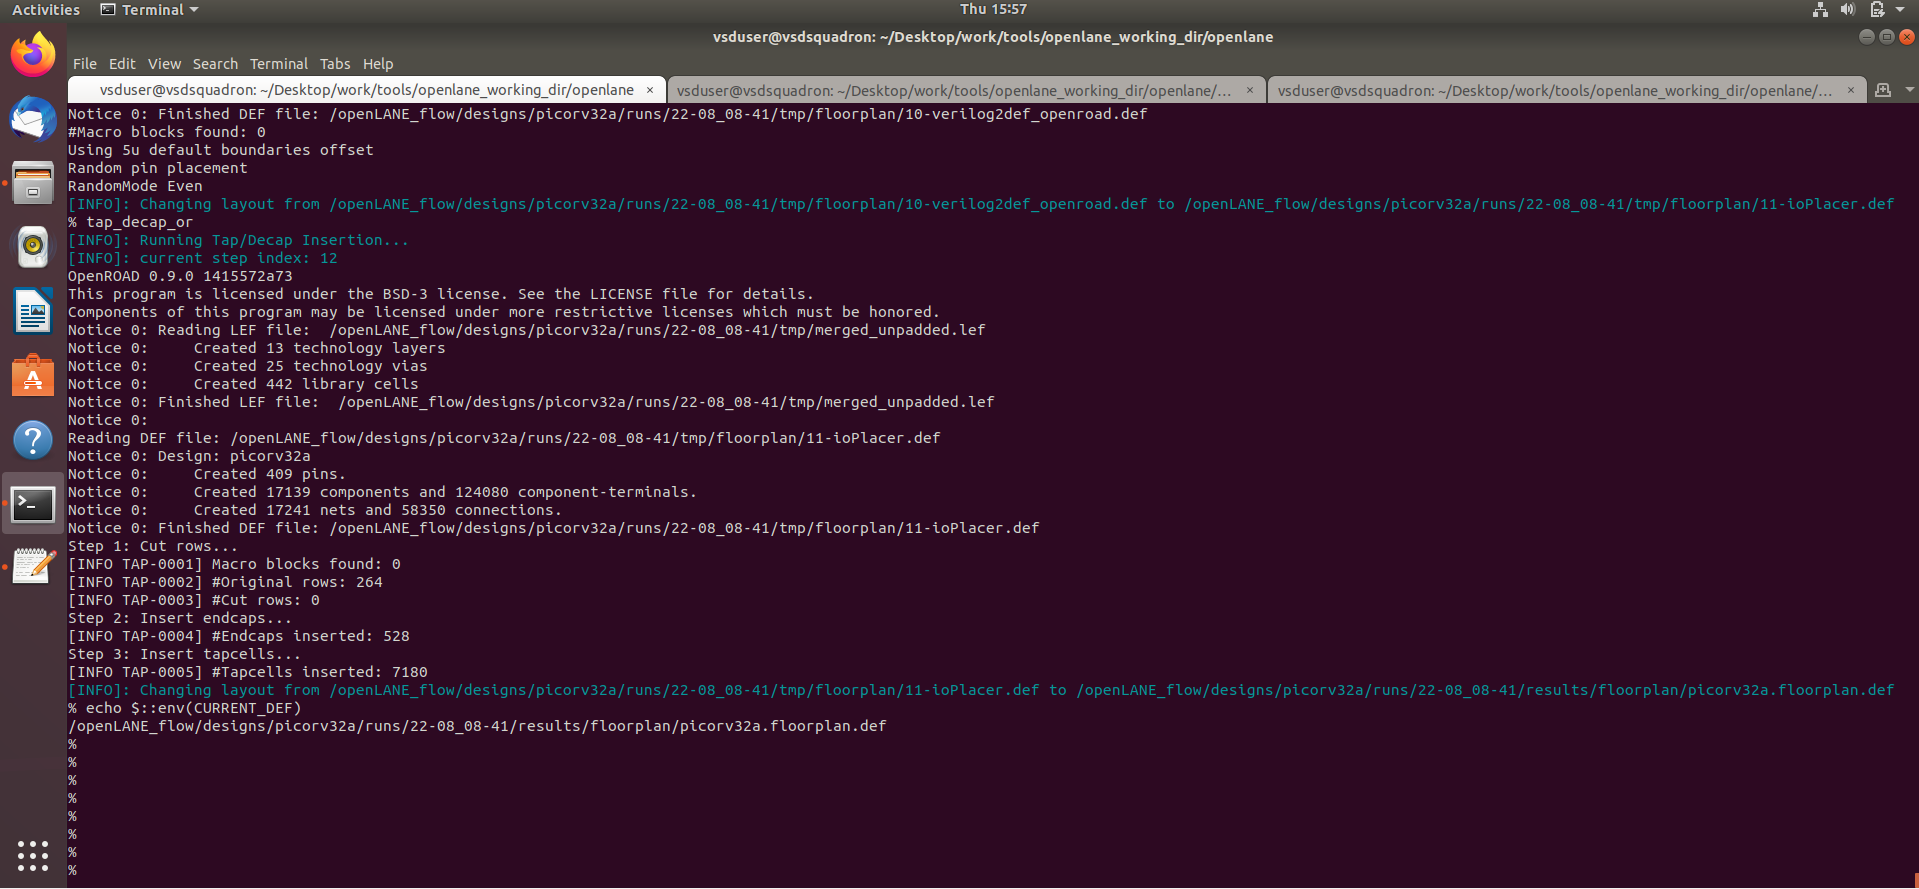 Activities Terminal Thu 15:57
vsduser@vsdsquadron: ~/Desktop/work/tools/openlane_working_dir/openlane
File Edit View Search Terminal Tabs Help
vsduser@vsdsquadron: ~/Desktop/work/tools/openlane_working_dir/openlane × vsduser@vsdsquadron: ~/Desktop/work/tools/openlane_working_dir/openlane/... × vsduser@vsdsquadron: ~/Desktop/work/tools/openlane_working_dir/openlane/... ×
Notice 0: Finished DEF file: /openLANE_flow/designs/picorv32a/runs/22-08_08-41/tmp/floorplan/10-verilog2def_openroad.def
#Macro blocks found: 0
Using 5u default boundaries offset
Random pin placement
RandomMode Even
[INFO]: Changing layout from /openLANE_flow/designs/picorv32a/runs/22-08_08-41/tmp/floorplan/10-verilog2def_openroad.def to /openLANE_flow/designs/picorv32a/runs/22-08_08-41/tmp/floorplan/11-ioPlacer.def
% tap_decap_or
[INFO]: Running Tap/Decap Insertion...
[INFO]: current step index: 12
OpenROAD 0.9.0 1415572a73
This program is licensed under the BSD-3 license. See the LICENSE file for details.
Components of this program may be licensed under more restrictive licenses which must be honored.
Notice 0: Reading LEF file:  /openLANE_flow/designs/picorv32a/runs/22-08_08-41/tmp/merged_unpadded.lef
Notice 0:     Created 13 technology layers
Notice 0:     Created 25 technology vias
Notice 0:     Created 442 library cells
Notice 0: Finished LEF file:  /openLANE_flow/designs/picorv32a/runs/22-08_08-41/tmp/merged_unpadded.lef
Notice 0:
Reading DEF file: /openLANE_flow/designs/picorv32a/runs/22-08_08-41/tmp/floorplan/11-ioPlacer.def
Notice 0: Design: picorv32a
Notice 0:     Created 409 pins.
Notice 0:     Created 17139 components and 124080 component-terminals.
Notice 0:     Created 17241 nets and 58350 connections.
Notice 0: Finished DEF file: /openLANE_flow/designs/picorv32a/runs/22-08_08-41/tmp/floorplan/11-ioPlacer.def
Step 1: Cut rows...
[INFO TAP-0001] Macro blocks found: 0
[INFO TAP-0002] #Original rows: 264
[INFO TAP-0003] #Cut rows: 0
Step 2: Insert endcaps...
[INFO TAP-0004] #Endcaps inserted: 528
Step 3: Insert tapcells...
[INFO TAP-0005] #Tapcells inserted: 7180
[INFO]: Changing layout from /openLANE_flow/designs/picorv32a/runs/22-08_08-41/tmp/floorplan/11-ioPlacer.def to /openLANE_flow/designs/picorv32a/runs/22-08_08-41/results/floorplan/picorv32a.floorplan.def
% echo $::env(CURRENT_DEF)
/openLANE_flow/designs/picorv32a/runs/22-08_08-41/results/floorplan/picorv32a.floorplan.def
%
%
%
%
%
%
%
%